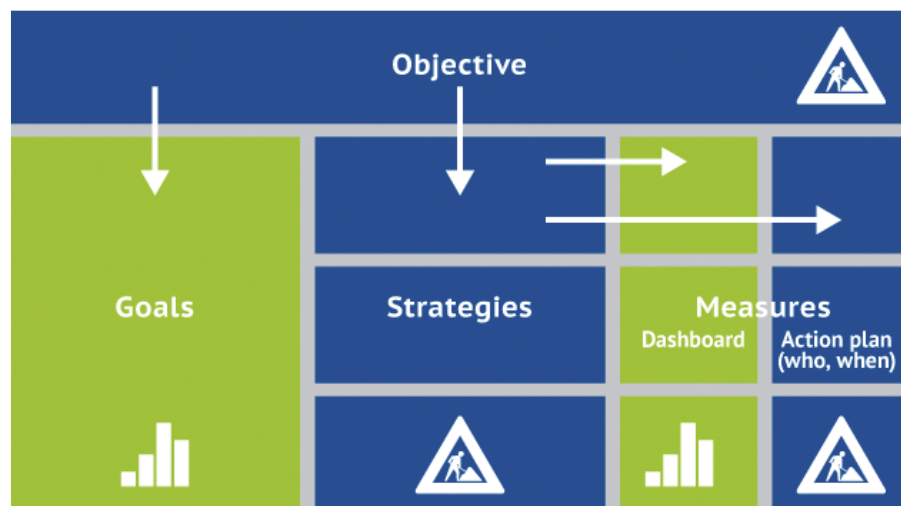 Objective
Goals
Strategies
Measures
Dashboard
Action plan
(who, when)